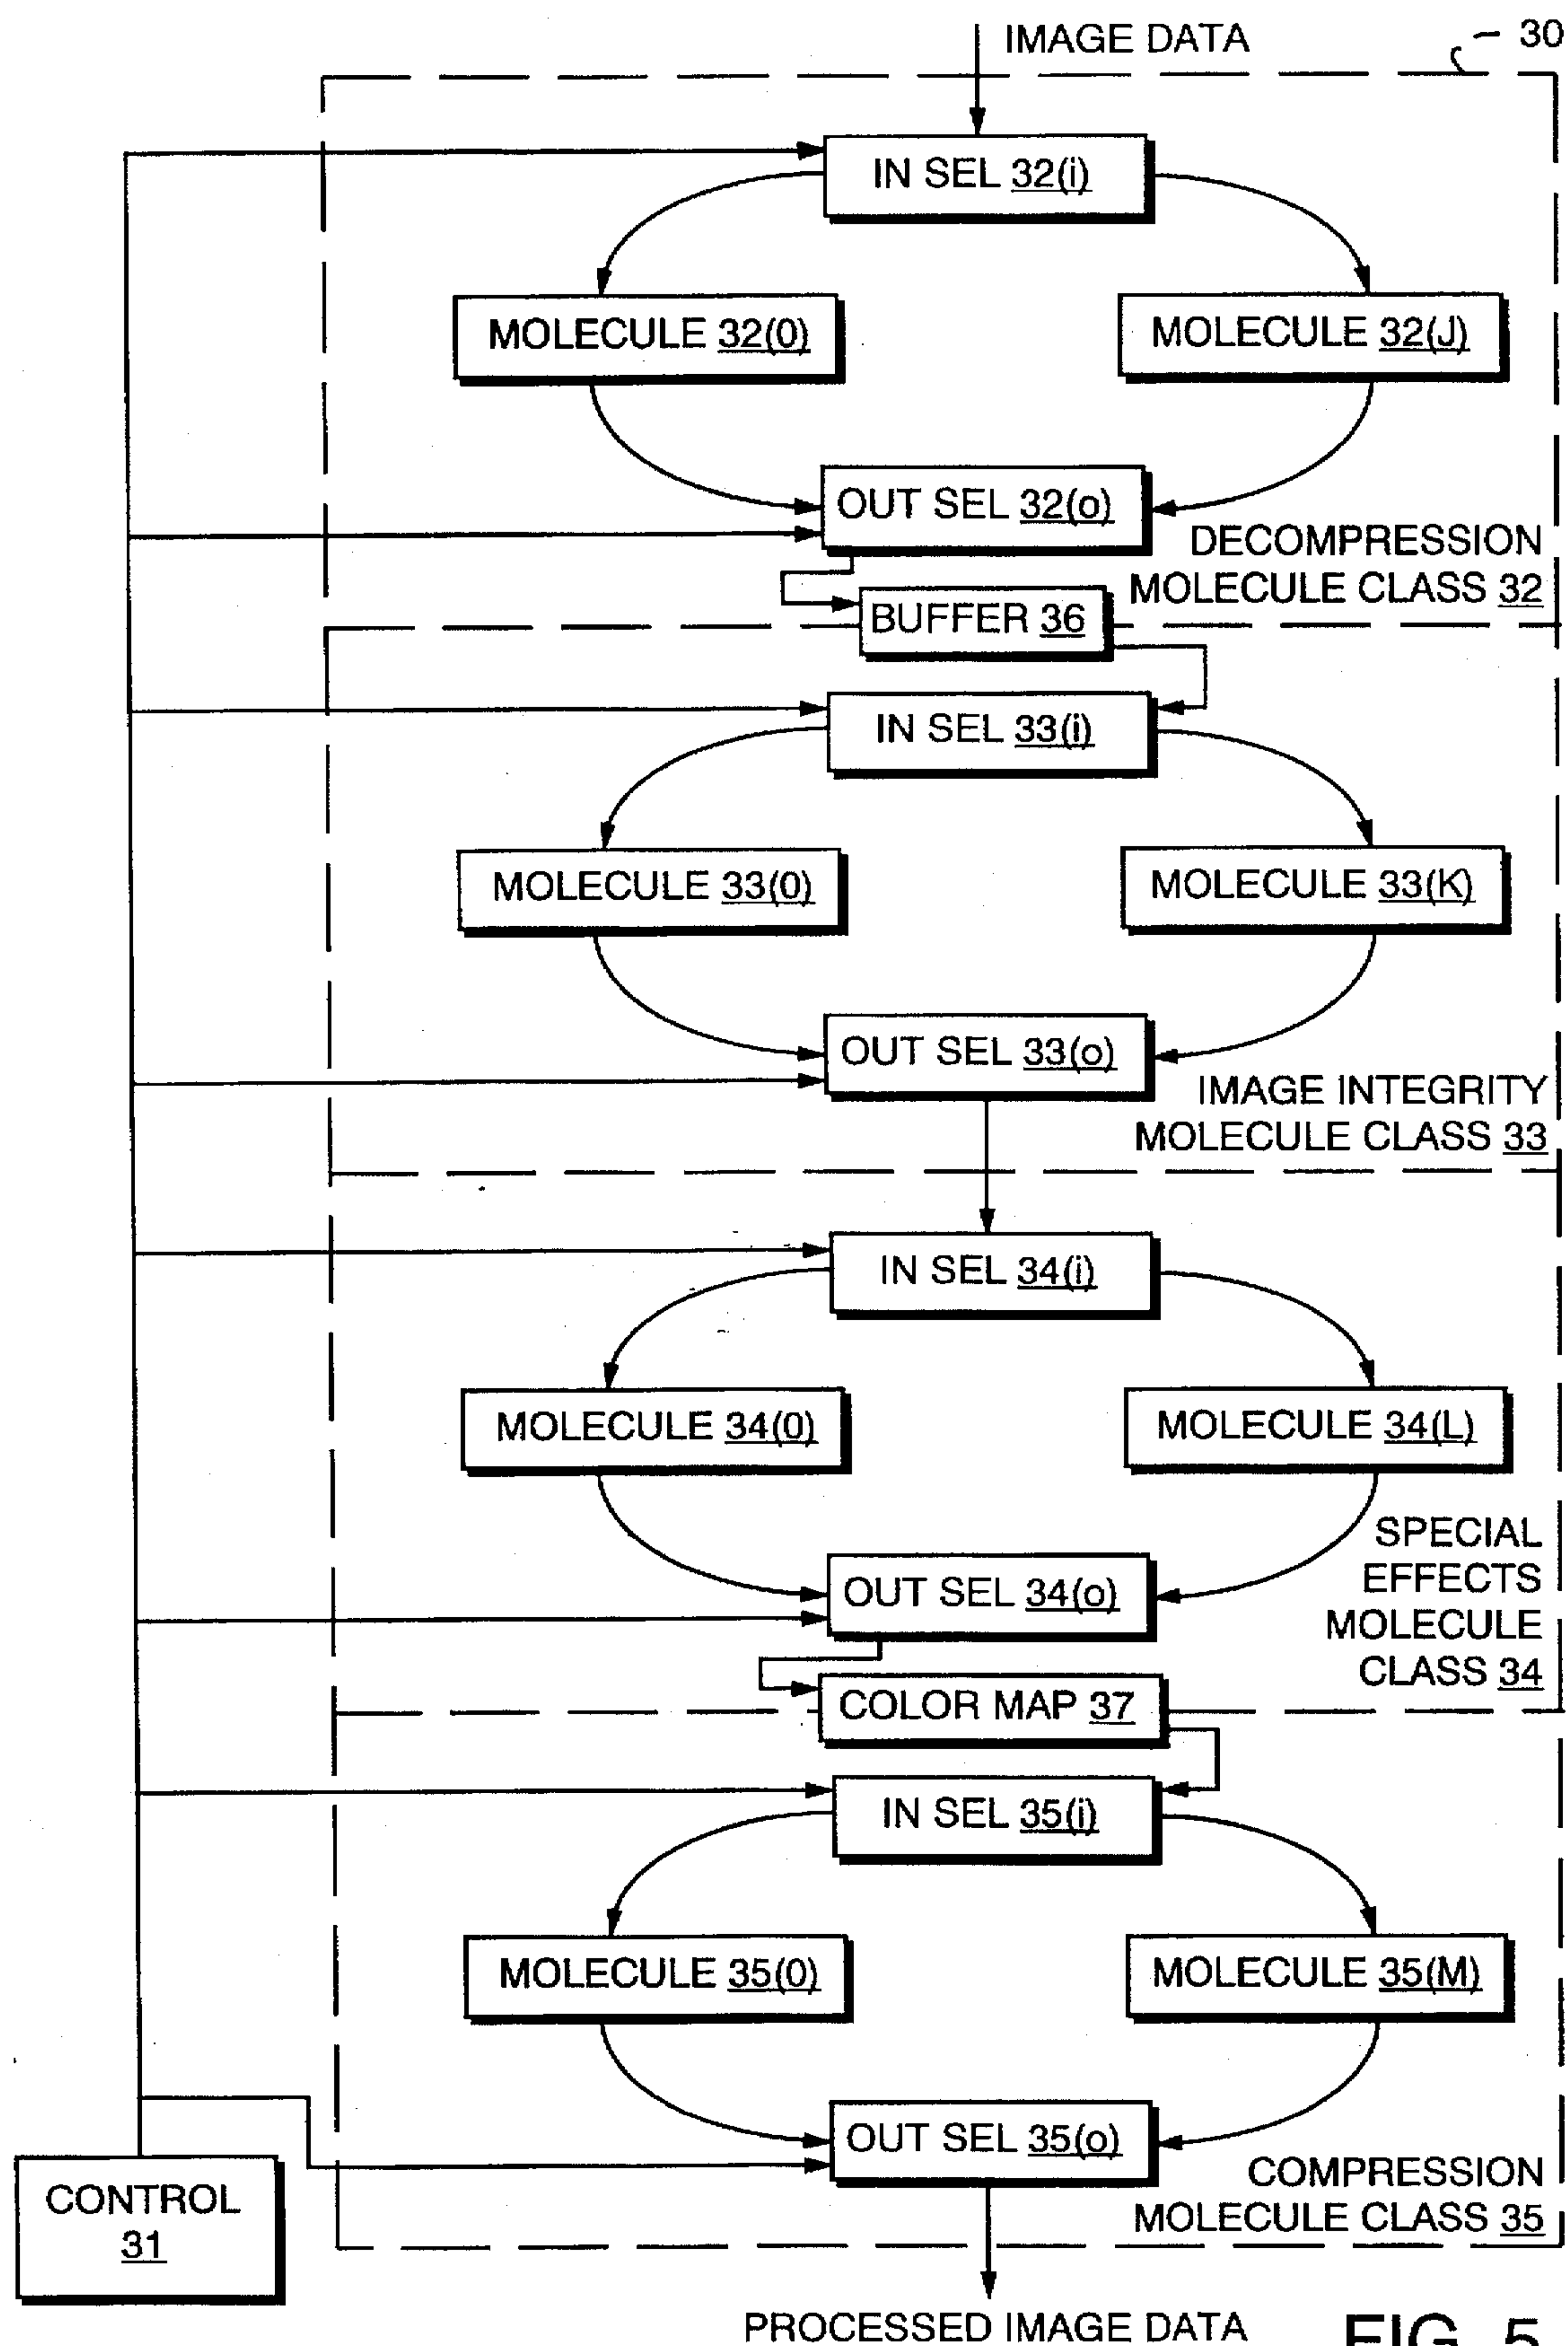 IMAGE DATA
30
IN SEL 32(i)
MOLECULE 32(0)
MOLECULE 32(J)
OUT SEL 32(o)
DECOMPRESSION
MOLECULE CLASS 32
BUFFER 36
IN SEL 33(i)
MOLECULE 33(0)
MOLECULE 33(K)
OUT SEL 33(o)
IMAGE INTEGRITY
MOLECULE CLASS 33
IN SEL 34(i)
MOLECULE 34(0)
MOLECULE 34(L)
OUT SEL 34(o)
SPECIAL
EFFECTS
MOLECULE
CLASS 34
COLOR MAP 37
IN SEL 35(i)
MOLECULE 35(0)
MOLECULE 35(M)
OUT SEL 35(o)
COMPRESSION
MOLECULE CLASS 35
CONTROL
31
PROCESSED IMAGE DATA
FIG. 5